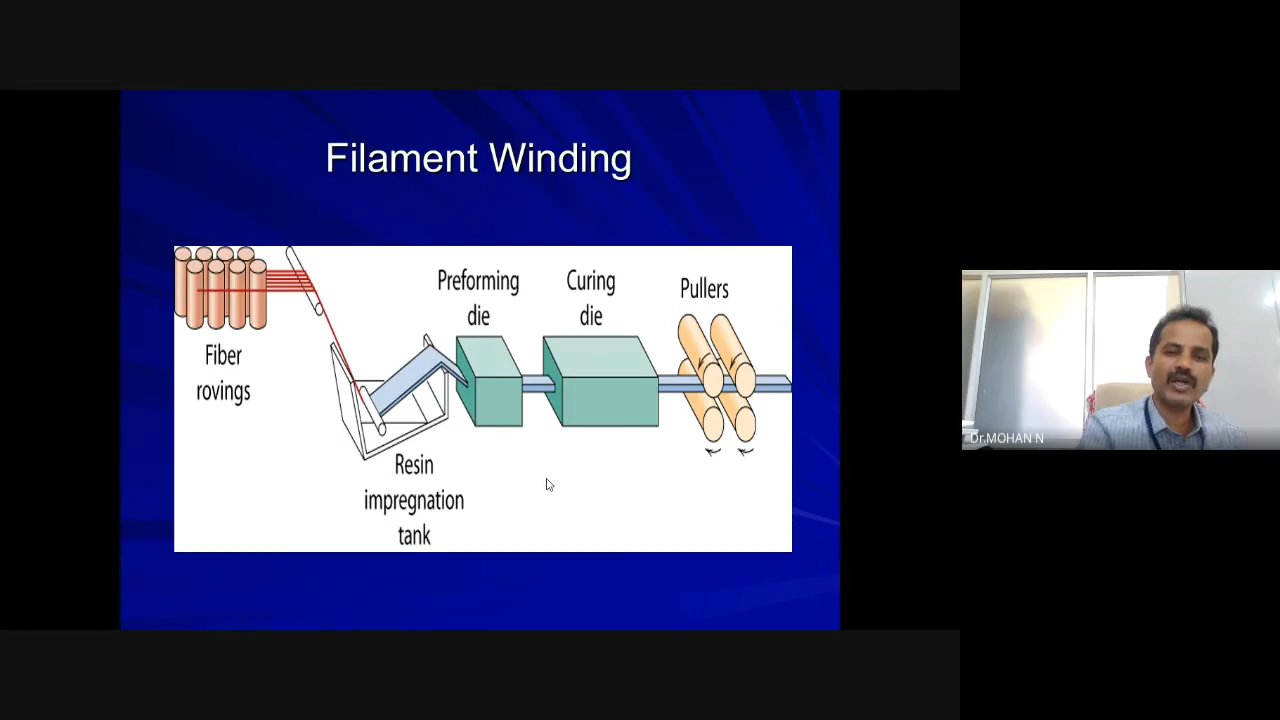 Filament Winding
Preforming
die
Curing
die
Pullers
Fiber
rovings
Resin
impregnation
tank
Dr.MOHAN N